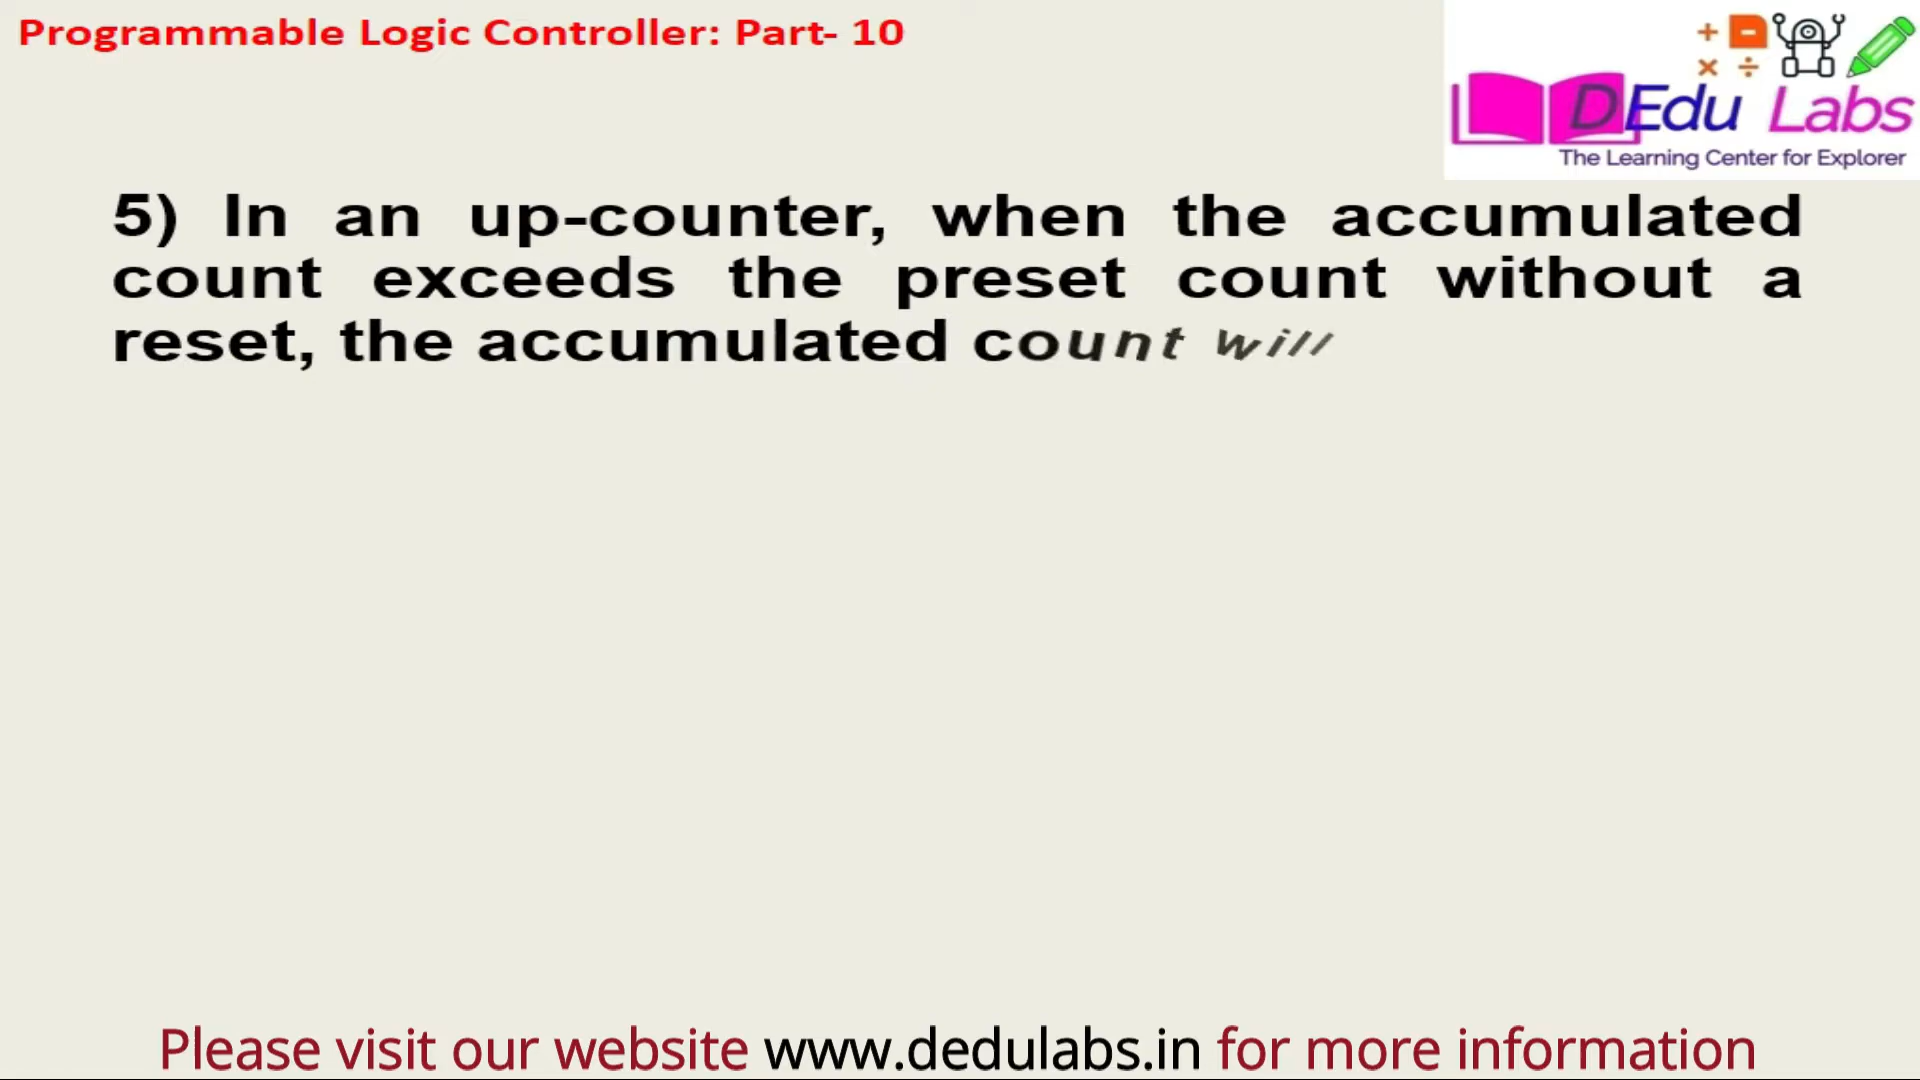 Programmable Logic Controller: Part- 10
DEdu Labs
The Learning Center for Explorer
5) In an up-counter, when the accumulated
count exceeds the preset count without a
reset, the accumulated count will
Please visit our website www.dedulabs.in for more information